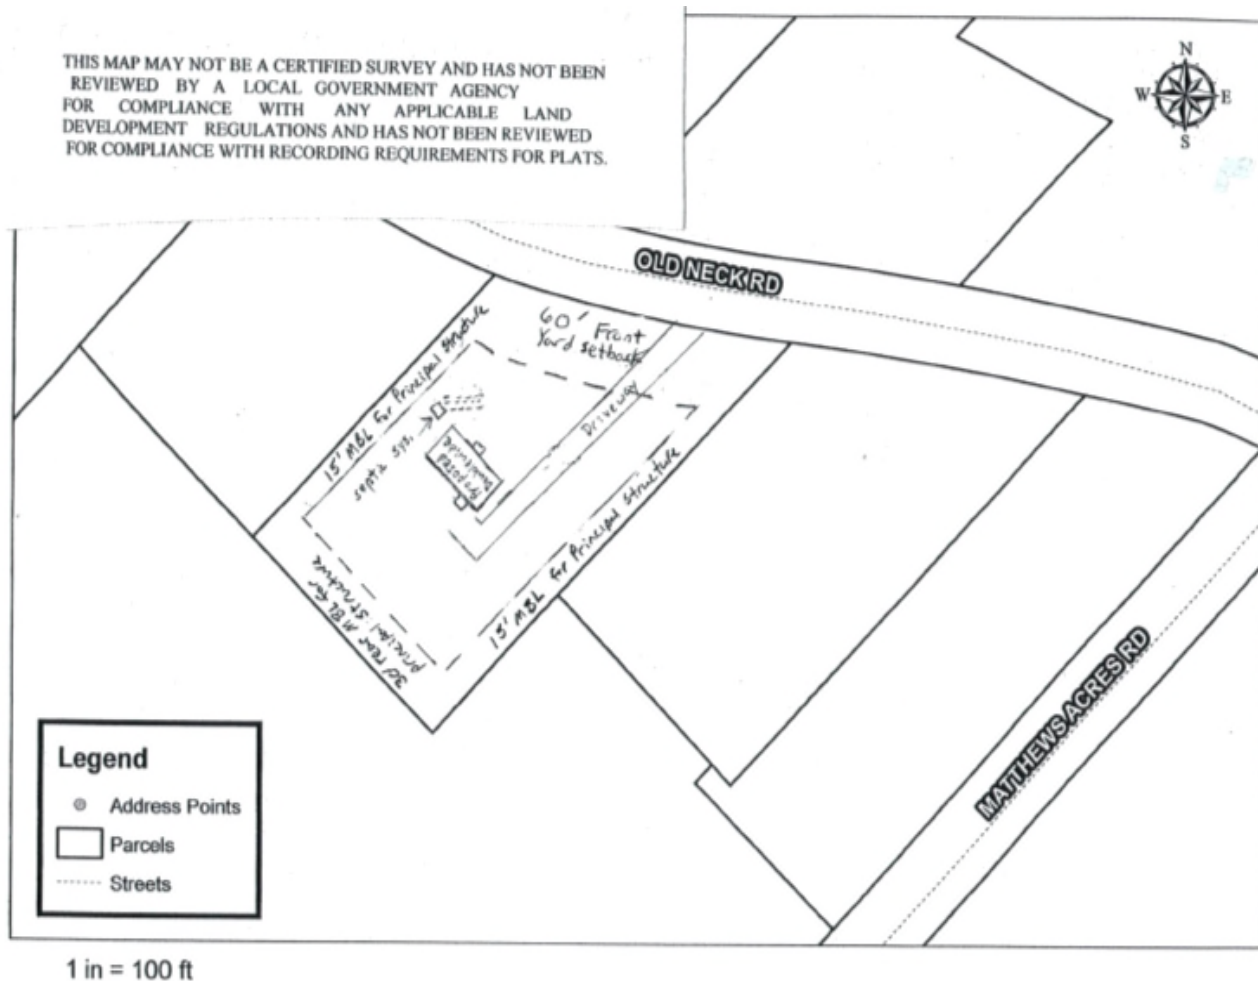 THIS MAP MAY NOT BE A CERTIFIED SURVEY AND HAS NOT BEEN
REVIEWED BY A LOCAL GOVERNMENT AGENCY
FOR COMPLIANCE WITH ANY APPLICABLE LAND
DEVELOPMENT REGULATIONS AND HAS NOT BEEN REVIEWED
FOR COMPLIANCE WITH RECORDING REQUIREMENTS FOR PLATS.
N
W E
S
OLD NECK RD
60' Front
Yard setback
15' MBL For Principal Structure
Driveway
septic sys.
Proposed
Doublewide
15' MBL for Principal Structure
30' rear MBL for
principal structure
MATTHEWS ACRES RD
Legend
Address Points
Parcels
Streets
1 in = 100 ft